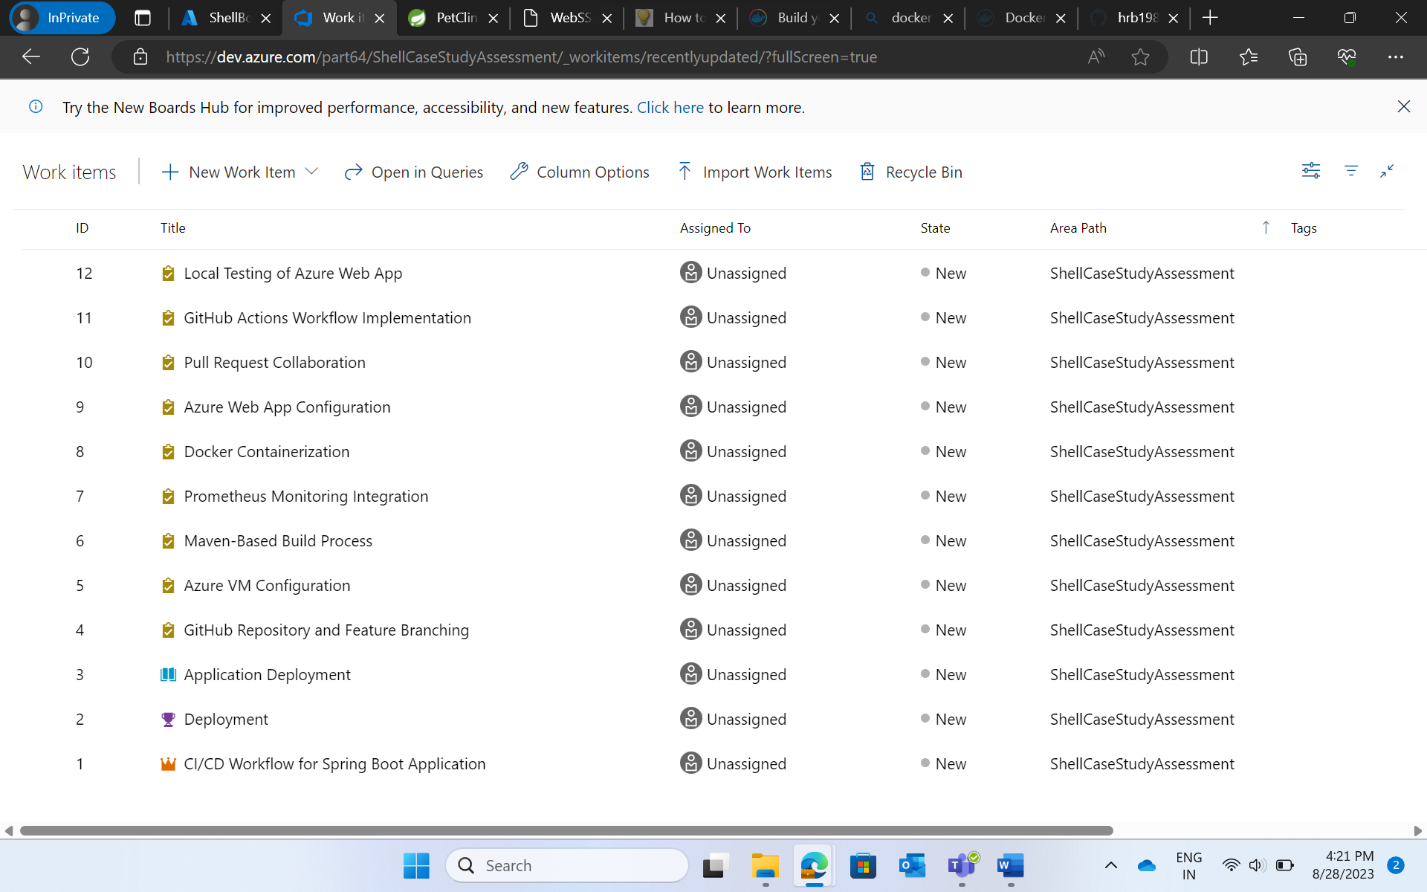 InPrivate ShellBo Work it PetClin WebSS How to Build yo docker Docker hrb198
https://dev.azure.com/part64/ShellCaseStudyAssessment/_workitems/recentlyupdated/?fullScreen=true
Try the New Boards Hub for improved performance, accessibility, and new features. Click here to learn more.
Work items New Work Item Open in Queries Column Options Import Work Items Recycle Bin
ID Title Assigned To State Area Path Tags
12 Local Testing of Azure Web App Unassigned New ShellCaseStudyAssessment
11 GitHub Actions Workflow Implementation Unassigned New ShellCaseStudyAssessment
10 Pull Request Collaboration Unassigned New ShellCaseStudyAssessment
9 Azure Web App Configuration Unassigned New ShellCaseStudyAssessment
8 Docker Containerization Unassigned New ShellCaseStudyAssessment
7 Prometheus Monitoring Integration Unassigned New ShellCaseStudyAssessment
6 Maven-Based Build Process Unassigned New ShellCaseStudyAssessment
5 Azure VM Configuration Unassigned New ShellCaseStudyAssessment
4 GitHub Repository and Feature Branching Unassigned New ShellCaseStudyAssessment
3 Application Deployment Unassigned New ShellCaseStudyAssessment
2 Deployment Unassigned New ShellCaseStudyAssessment
1 CI/CD Workflow for Spring Boot Application Unassigned New ShellCaseStudyAssessment
Search
ENG
IN
4:21 PM
8/28/2023
2